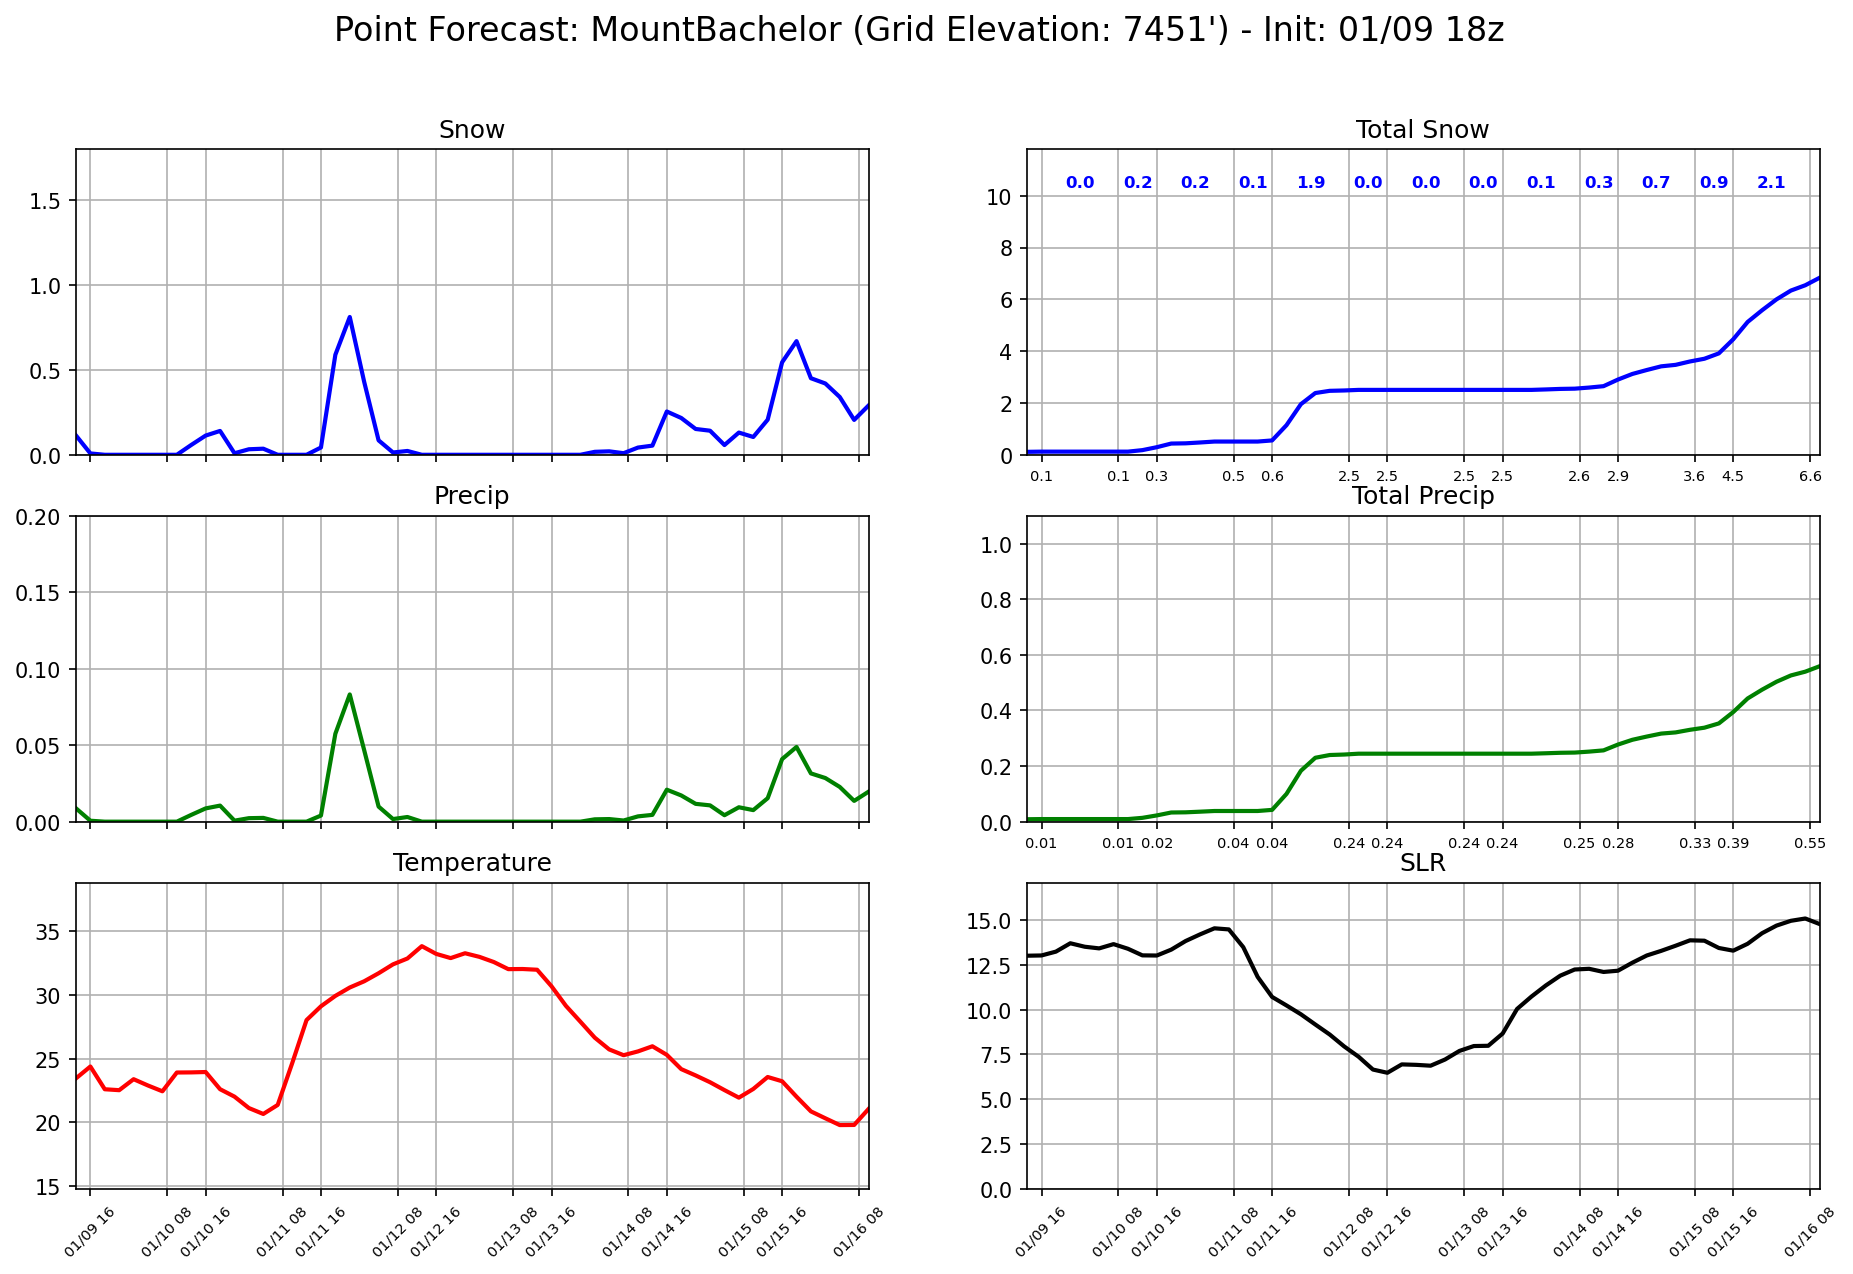 Point Forecast: MountBachelor (Grid Elevation: 7451') - Init: 01/09 18z
Snow
1.5
1.0
0.5
0.0
Total Snow
0.0 0.2 0.2 0.1 1.9 0.0 0.0 0.0 0.1 0.3 0.7 0.9 2.1
10
8
6
4
2
0
0.1 0.1 0.3 0.5 0.6 2.5 2.5 2.5 2.5 2.6 2.9 3.6 4.5 6.6
Precip
0.20
0.15
0.10
0.05
0.00
Total Precip
1.0
0.8
0.6
0.4
0.2
0.0
0.01 0.01 0.02 0.04 0.04 0.24 0.24 0.24 0.24 0.25 0.28 0.33 0.39 0.55
Temperature
35
30
25
20
15
01/09 16 01/10 08 01/10 16 01/11 08 01/11 16 01/12 08 01/12 16 01/13 08 01/13 16 01/14 08 01/14 16 01/15 08 01/15 16 01/16 08
SLR
15.0
12.5
10.0
7.5
5.0
2.5
0.0
01/09 16 01/10 08 01/10 16 01/11 08 01/11 16 01/12 08 01/12 16 01/13 08 01/13 16 01/14 08 01/14 16 01/15 08 01/15 16 01/16 08